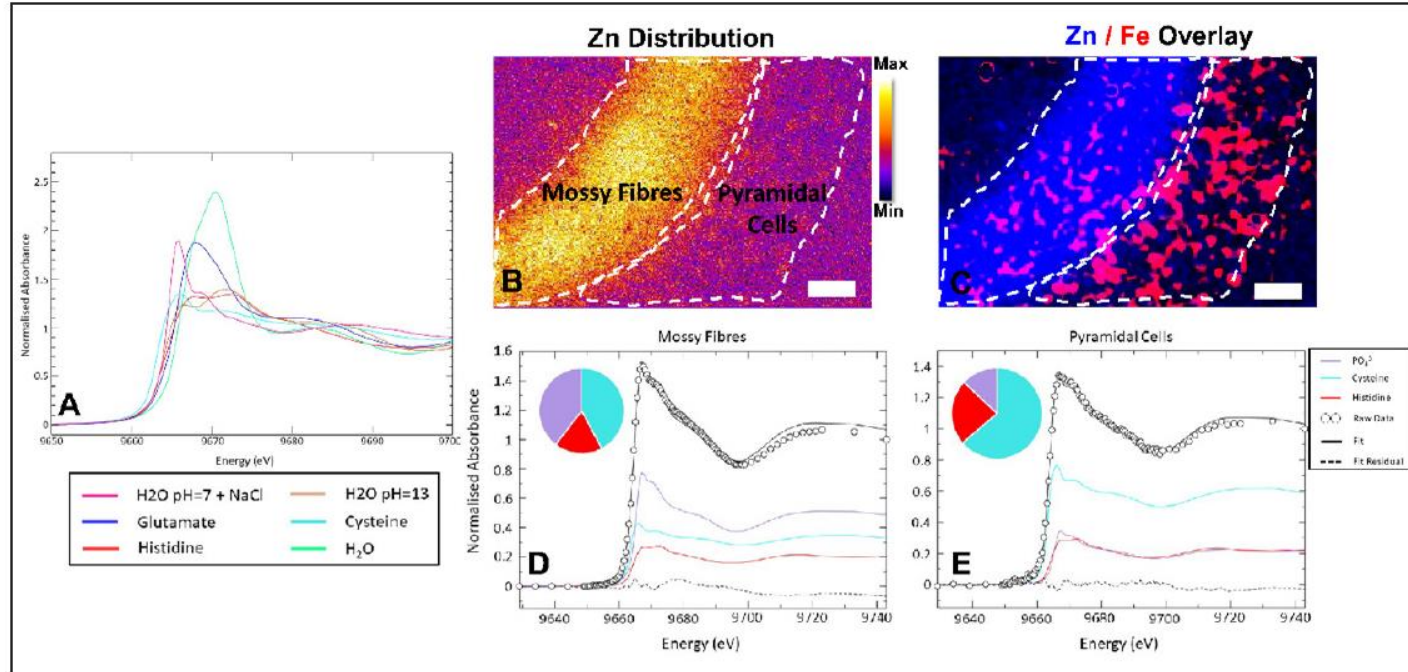 Zn Distribution
Zn / Fe Overlay
Max
Min
Mossy Fibres
Pyramidal
Cells
B
C
2.5
2
1.5
1
0.5
0
Normalised Absorbance
A
9650
9660
9670
9680
9690
9700
Energy (eV)
H2O pH=7 + NaCl
H2O pH=13
Glutamate
Cysteine
Histidine
H₂O
Mossy Fibres
1.6
1.4
1.2
1
0.8
0.6
0.4
0.2
0
Normalised Absorbance
D
9640
9660
9680
9700
9720
9740
Energy (eV)
Pyramidal Cells
1.4
1.2
1
0.8
0.6
0.4
0.2
0
E
9640
9660
9680
9700
9720
9740
Energy (eV)
Cysteine
Histidine
Raw Data
Fit
Fit Residual